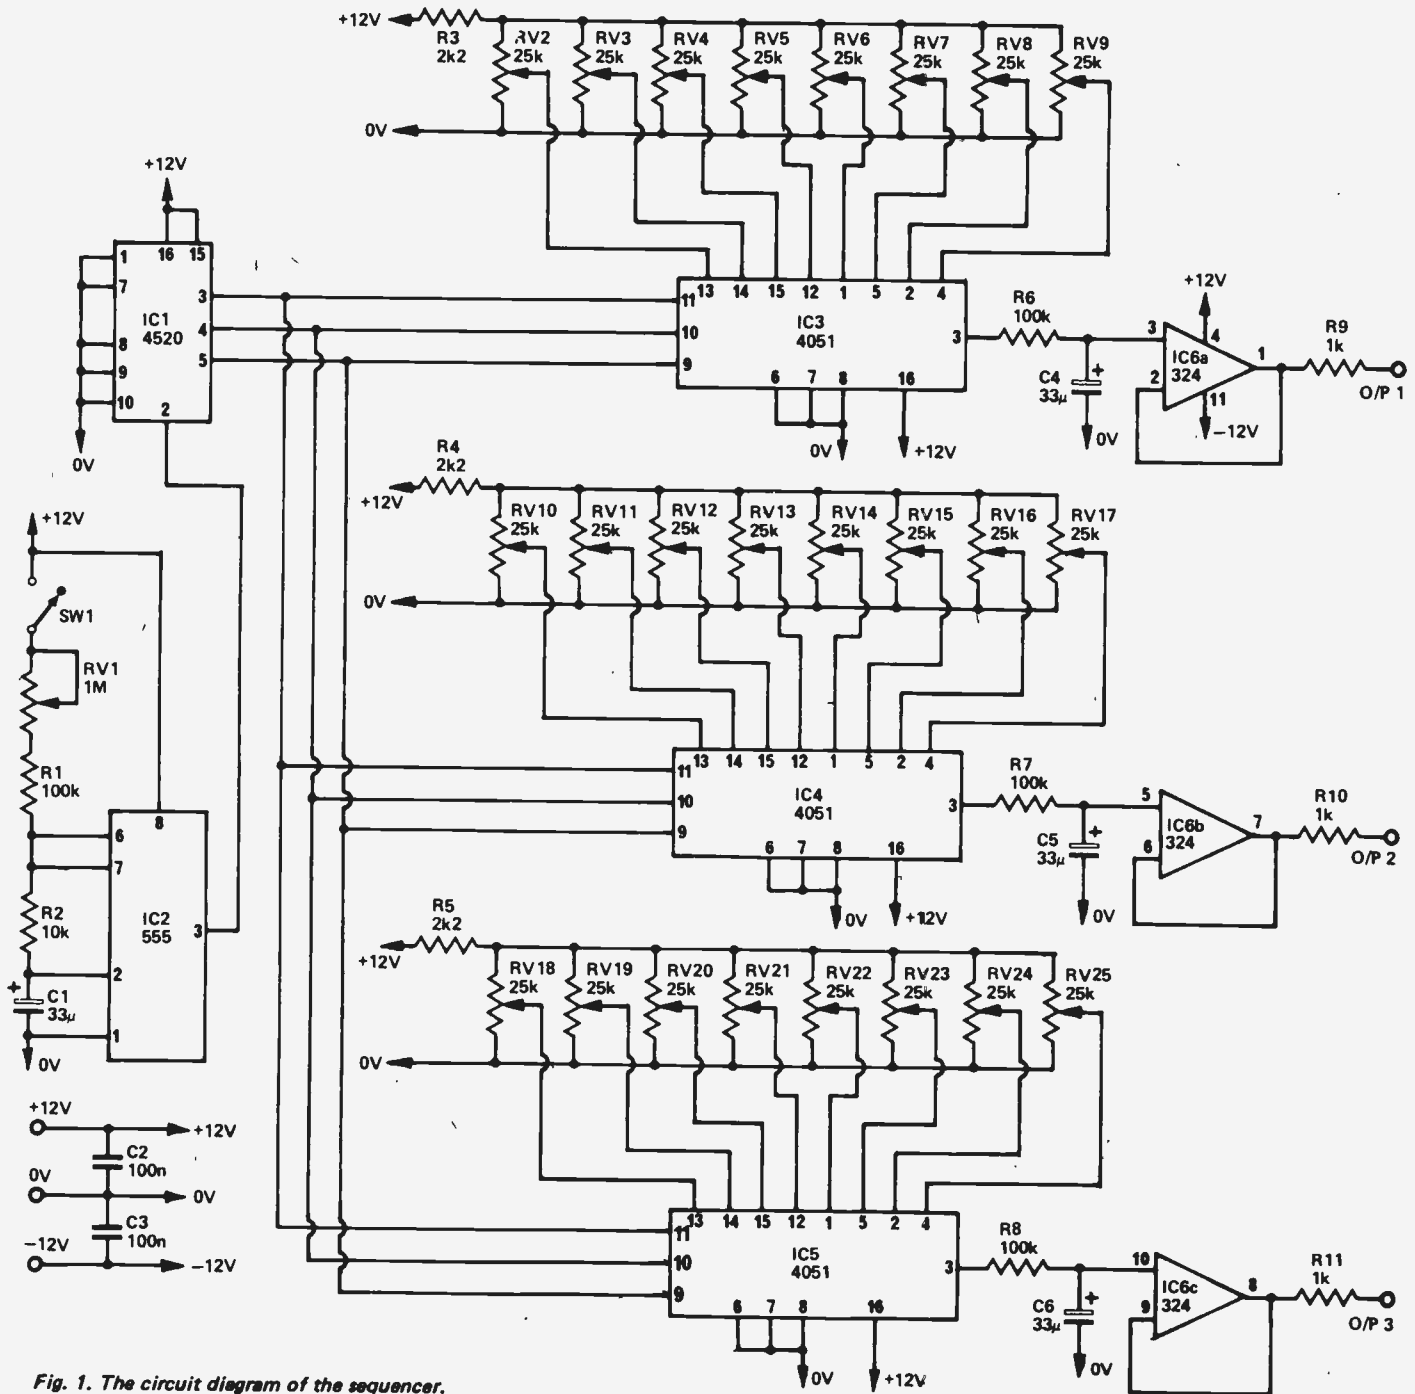 +12V
R3
2k2
RV2
25k
RV3
25k
RV4
25k
RV5
25k
RV6
25k
RV7
25k
RV8
25k
RV9
25k
0V
+12V
1
7
8
9
10
16
15
IC1
4520
3
4
5
2
0V
11
10
9
13
14
15
12
1
5
2
4
IC3
4051
3
6
7
8
16
0V
+12V
R6
100k
C4
+
33µ
0V
3
2
IC6a
324
+12V
4
11
-12V
1
R9
1k
O/P 1
R4
2k2
+12V
RV10
25k
RV11
25k
RV12
25k
RV13
25k
RV14
25k
RV15
25k
RV16
25k
RV17
25k
0V
11
10
9
13
14
15
12
1
5
2
4
IC4
4051
3
6
7
8
16
0V
+12V
R7
100k
C5
+
33µ
0V
5
6
IC6b
324
7
R10
1k
O/P 2
+12V
SW1
RV1
1M
R1
100k
R2
10k
+
C1
33µ
0V
8
6
7
IC2
555
3
2
1
R5
2k2
+12V
RV18
25k
RV19
25k
RV20
25k
RV21
25k
RV22
25k
RV23
25k
RV24
25k
RV25
25k
0V
11
10
9
13
14
15
12
1
5
2
4
IC5
4051
3
6
7
8
16
0V
+12V
R8
100k
C6
+
33µ
0V
10
9
IC6c
324
8
R11
1k
O/P 3
+12V
+12V
C2
100n
0V
0V
C3
100n
-12V
-12V
Fig. 1. The circuit diagram of the sequencer.